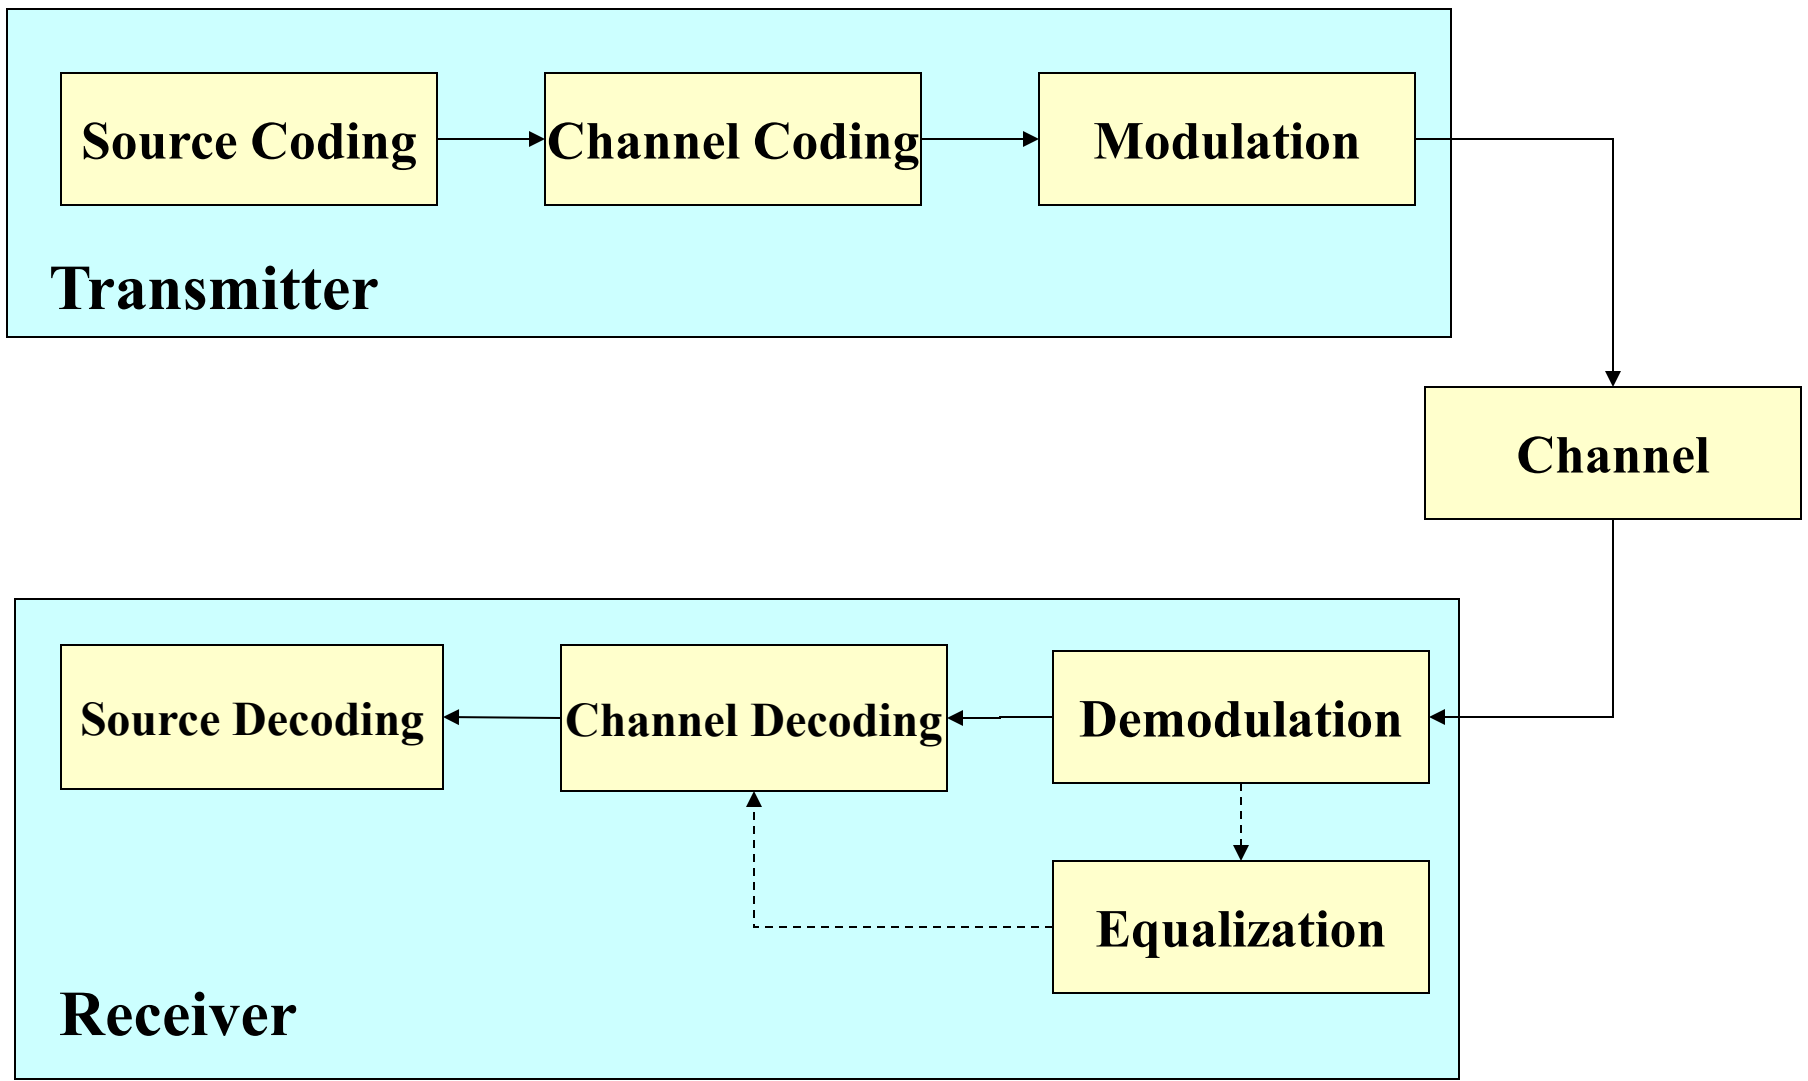 Source Coding
Channel Coding
Modulation
Transmitter
Channel
Source Decoding
Channel Decoding
Demodulation
Equalization
Receiver